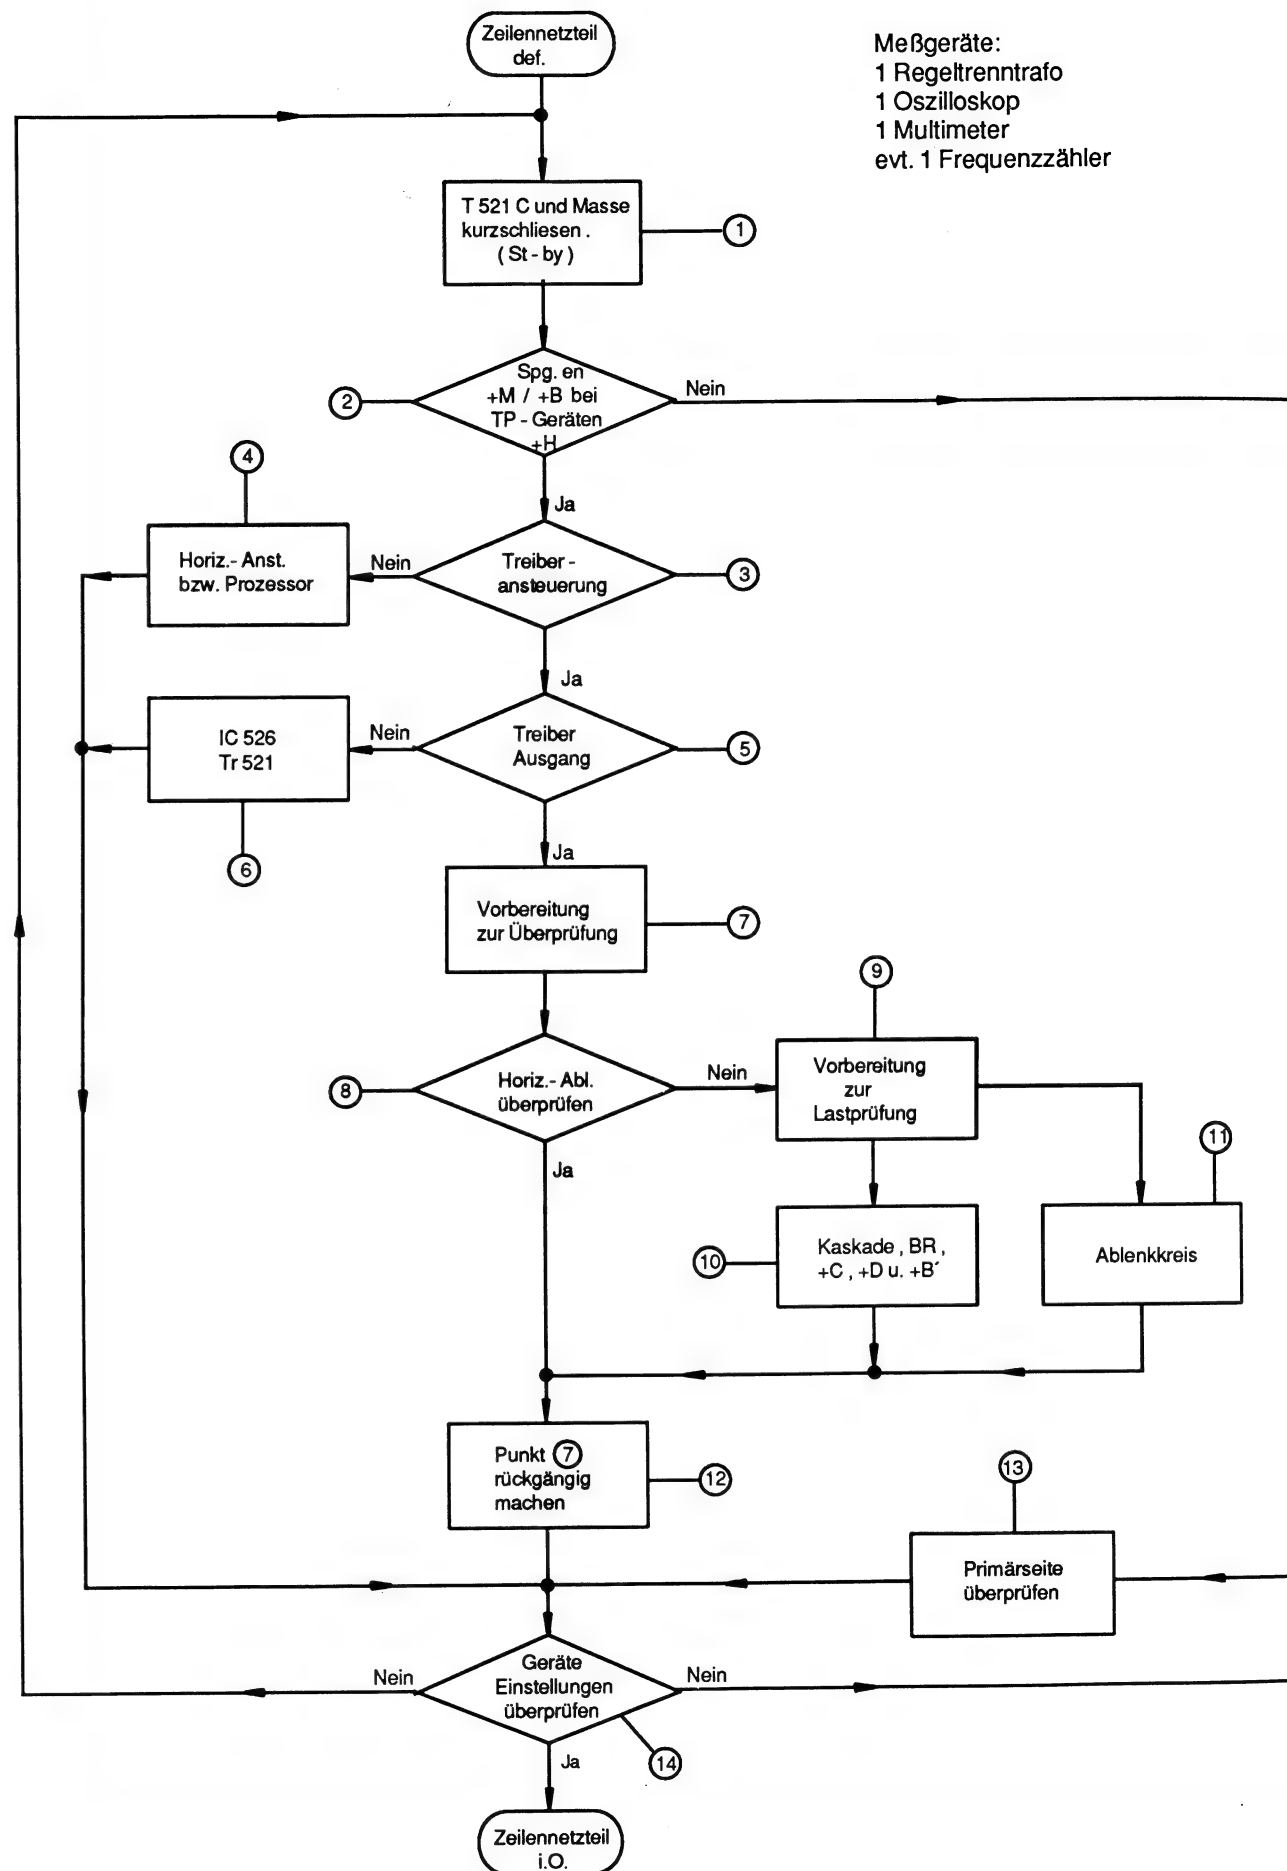 Zeilennetzteil
def.
Meßgeräte:
1 Regeltrenntrafo
1 Oszilloskop
1 Multimeter
evt. 1 Frequenzzähler
T 521 C und Masse
kurzschliesen .
( St - by )
1
Spg. en
+M / +B bei
TP - Geräten
+H
2
Nein
Ja
4
Horiz.- Anst.
bzw. Prozessor
Nein
Treiber -
ansteuerung
3
Ja
IC 526
Tr 521
Nein
Treiber
Ausgang
5
6
Ja
Vorbereitung
zur Überprüfung
7
9
8
Horiz.- Abl.
überprüfen
Nein
Vorbereitung
zur
Lastprüfung
Ja
11
10
Kaskade , BR ,
+C , +D u. +B´
Ablenkkreis
Punkt 7
rückgängig
machen
12
13
Primärseite
überprüfen
Nein
Geräte
Einstellungen
überprüfen
Nein
14
Ja
Zeilennetzteil
i.O.